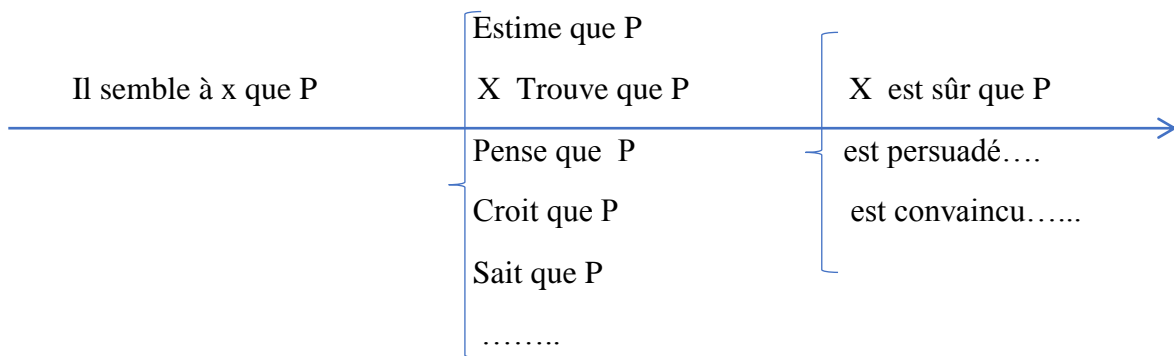 Estime que P
Il semble à x que P X Trouve que P X est sûr que P
Pense que P est persuadé….
Croit que P est convaincu…...
Sait que P
……..